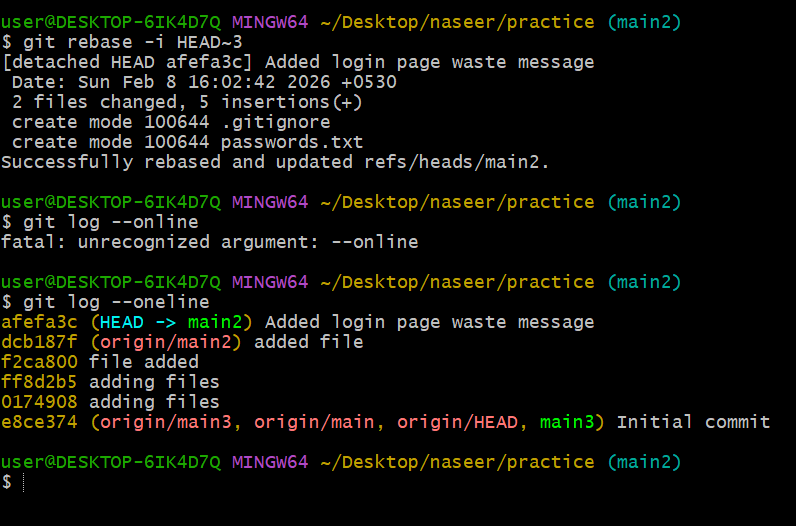 user@DESKTOP-6IK4D7Q MINGW64 ~/Desktop/naseer/practice (main2)
$ git rebase -i HEAD~3
[detached HEAD afefa3c] Added login page waste message
 Date: Sun Feb 8 16:02:42 2026 +0530
 2 files changed, 5 insertions(+)
 create mode 100644 .gitignore
 create mode 100644 passwords.txt
Successfully rebased and updated refs/heads/main2.

user@DESKTOP-6IK4D7Q MINGW64 ~/Desktop/naseer/practice (main2)
$ git log --online
fatal: unrecognized argument: --online

user@DESKTOP-6IK4D7Q MINGW64 ~/Desktop/naseer/practice (main2)
$ git log --oneline
afefa3c (HEAD -> main2) Added login page waste message
dcb187f (origin/main2) added file
f2ca800 file added
ff8d2b5 adding files
0174908 adding files
e8ce374 (origin/main3, origin/main, origin/HEAD, main3) Initial commit

user@DESKTOP-6IK4D7Q MINGW64 ~/Desktop/naseer/practice (main2)
$